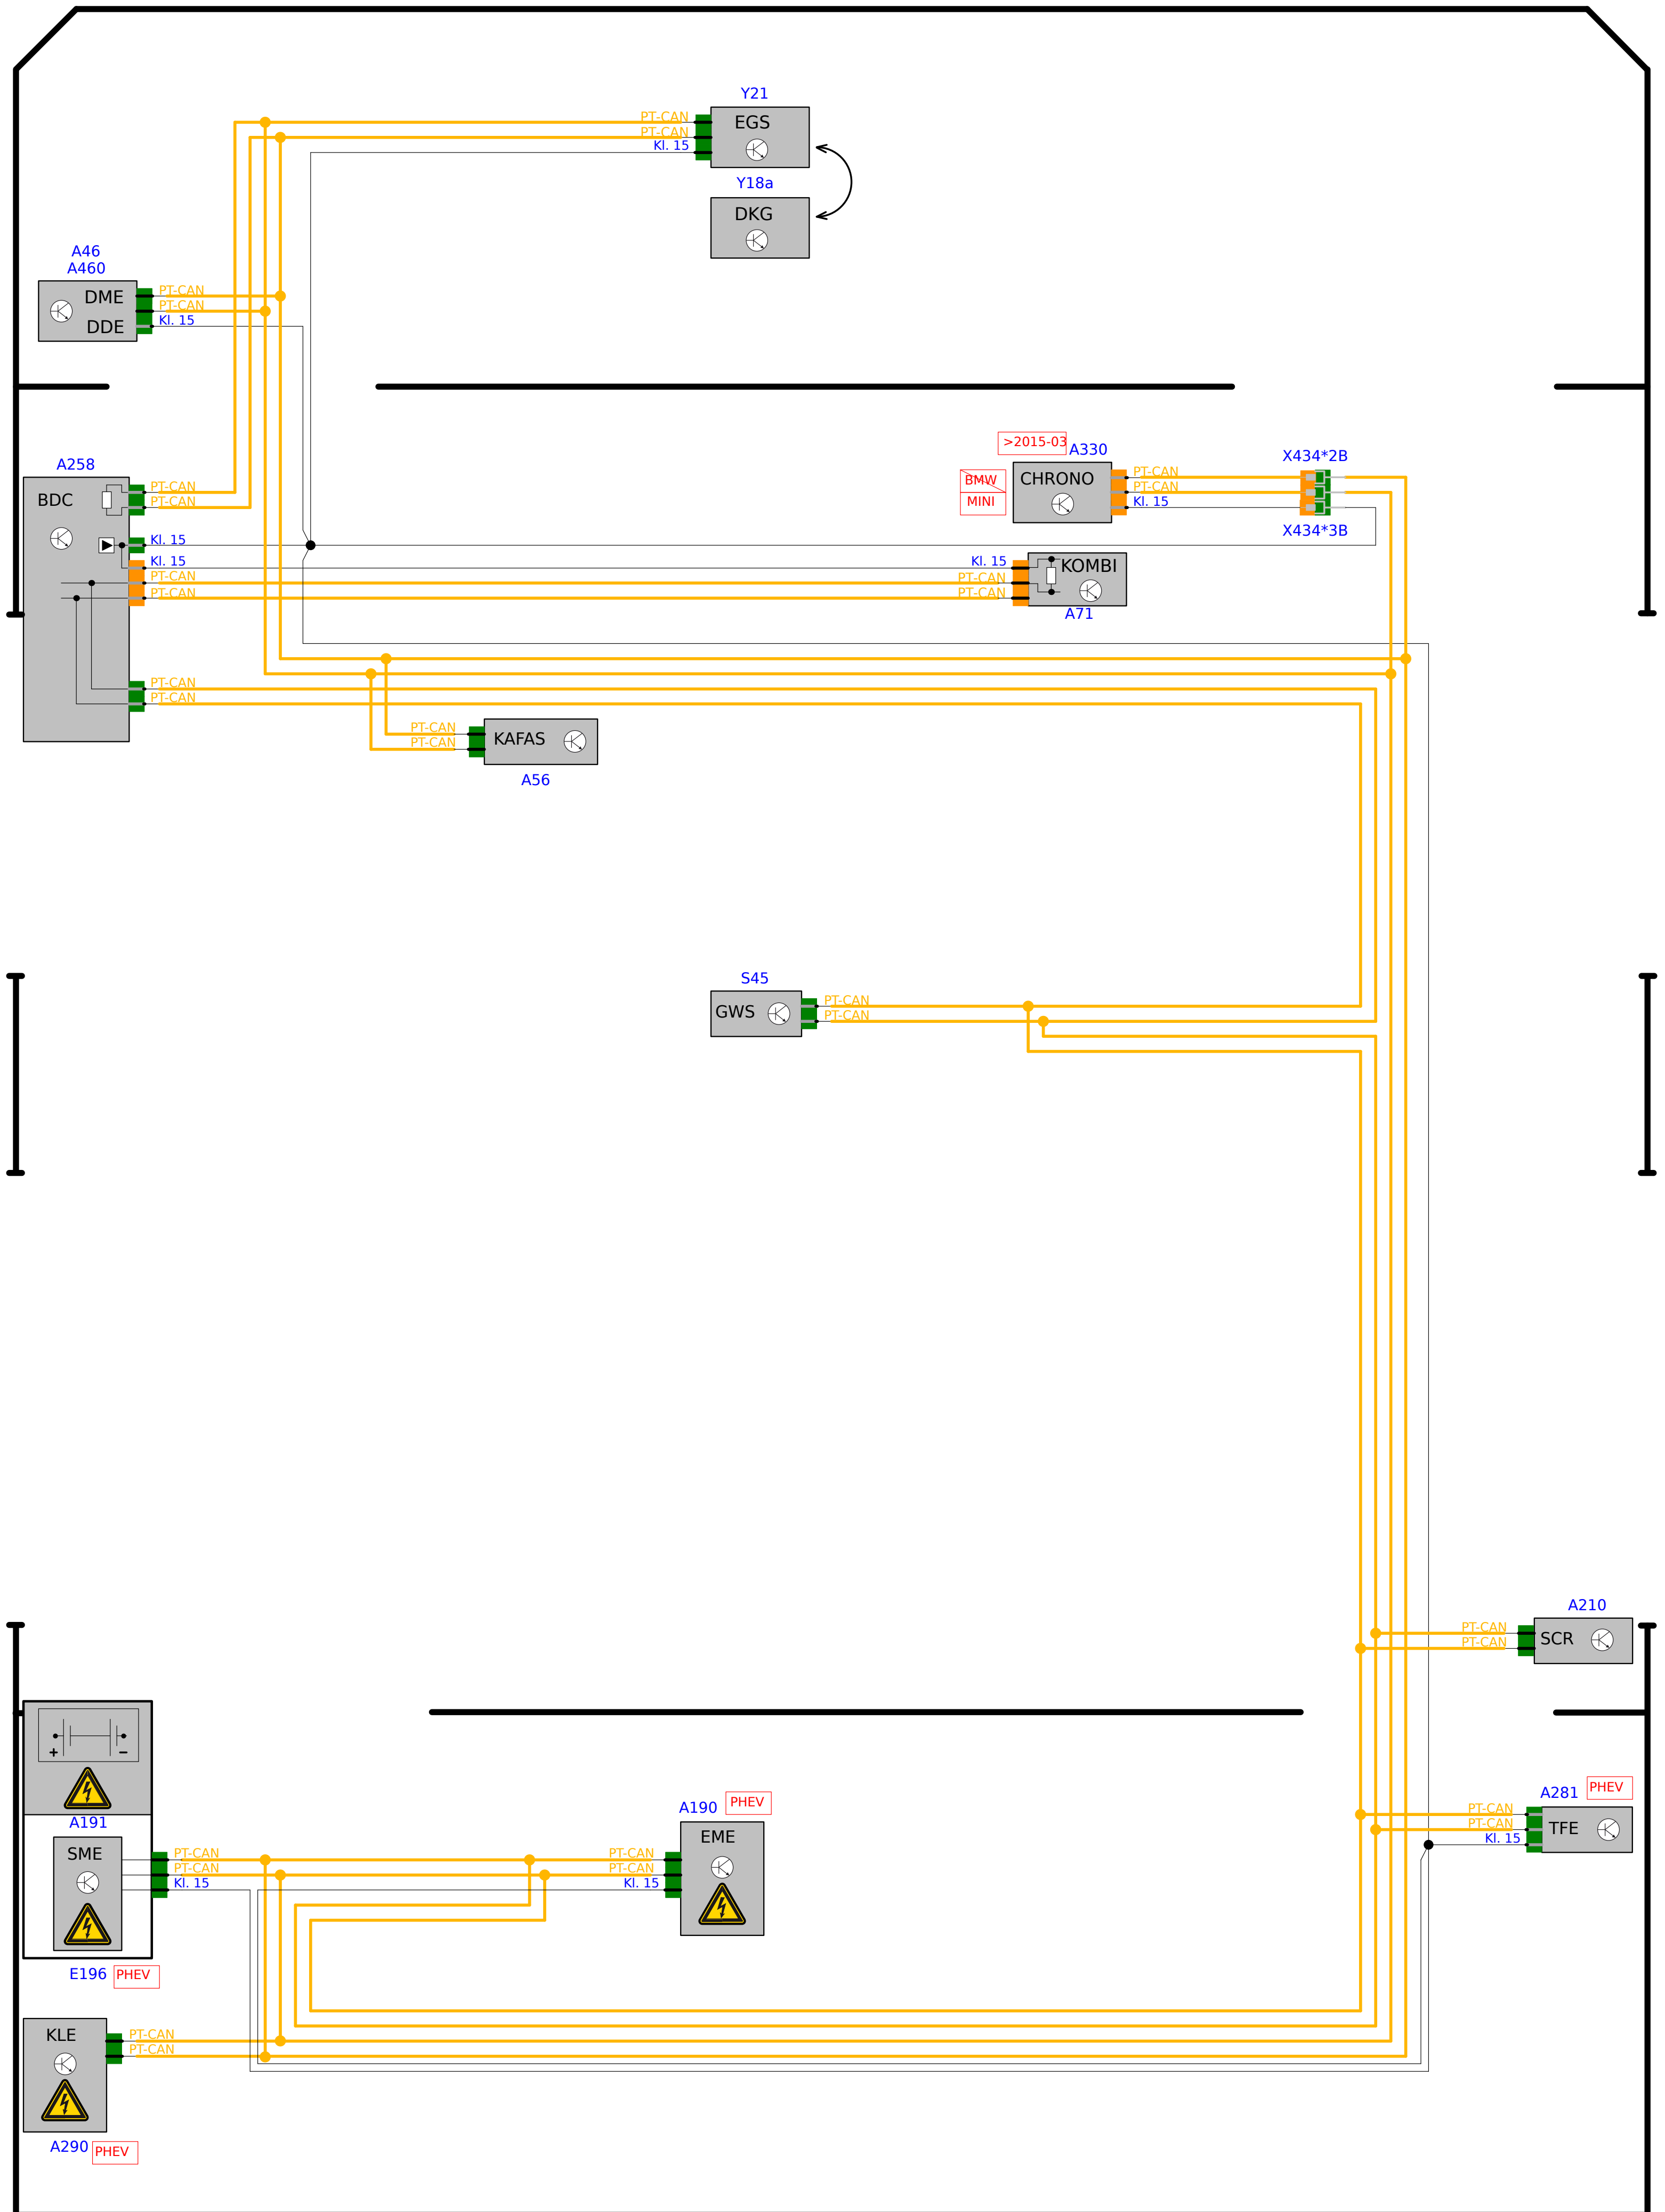 Y21
PT-CAN
PT-CAN
Kl. 15
EGS
Y18a
DKG
A46
A460
DME
DDE
PT-CAN
PT-CAN
Kl. 15
>2015-03
A330
BMW
MINI
CHRONO
PT-CAN
PT-CAN
Kl. 15
X434*2B
X434*3B
A258
BDC
PT-CAN
PT-CAN
Kl. 15
Kl. 15
PT-CAN
PT-CAN
Kl. 15
PT-CAN
PT-CAN
KOMBI
A71
PT-CAN
PT-CAN
PT-CAN
PT-CAN
KAFAS
A56
S45
GWS
PT-CAN
PT-CAN
A210
PT-CAN
PT-CAN
SCR
+ −
A191
SME
PT-CAN
PT-CAN
Kl. 15
A190
PHEV
PT-CAN
PT-CAN
Kl. 15
EME
A281
PHEV
PT-CAN
PT-CAN
Kl. 15
TFE
E196
PHEV
KLE
PT-CAN
PT-CAN
A290
PHEV